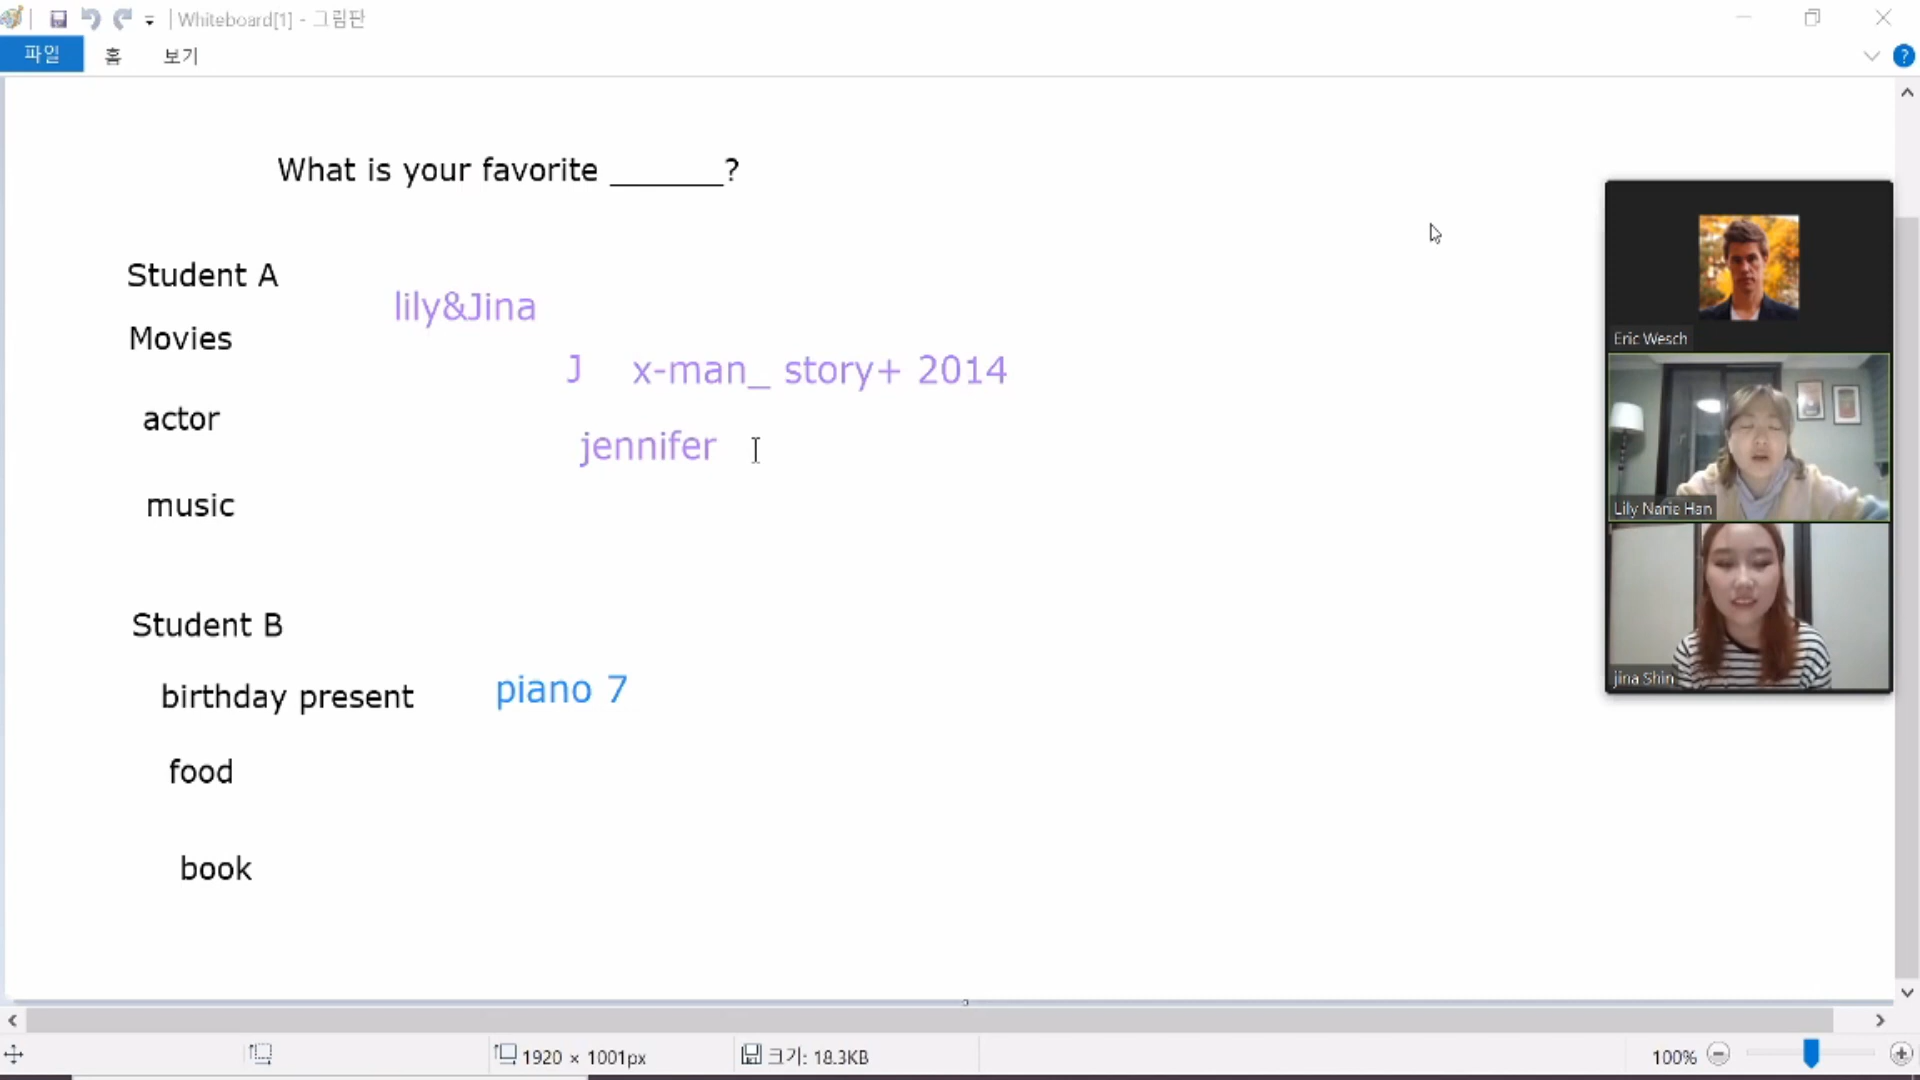 Whiteboard[1] - 그림판
파일 홈 보기
What is your favorite ______?
Student A
lily&Jina
Movies
J x-man_ story+ 2014
actor
jennifer
music
Student B
birthday present piano 7
food
book
Eric Wesch
Lily Narie Han
jina Shin
1920 × 1001px 크기: 18.3KB 100%